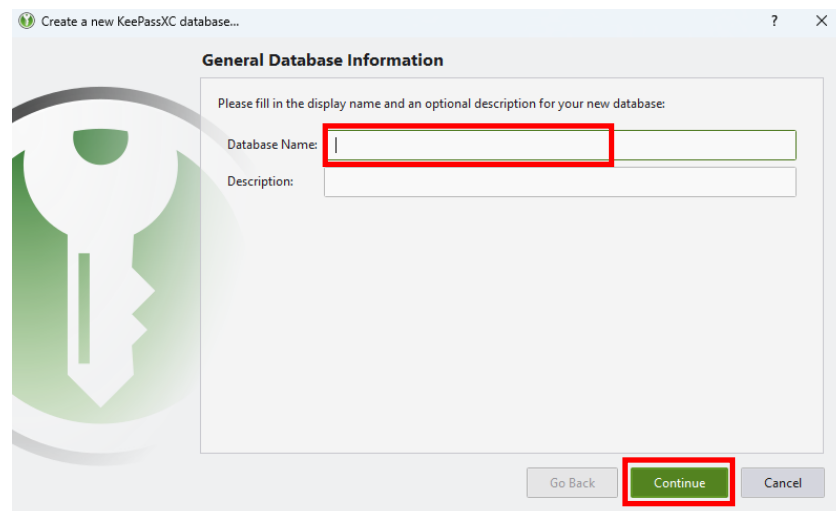 Create a new KeePassXC database...
?
General Database Information
Please fill in the display name and an optional description for your new database:
Database Name:
Description:
Go Back
Continue
Cancel